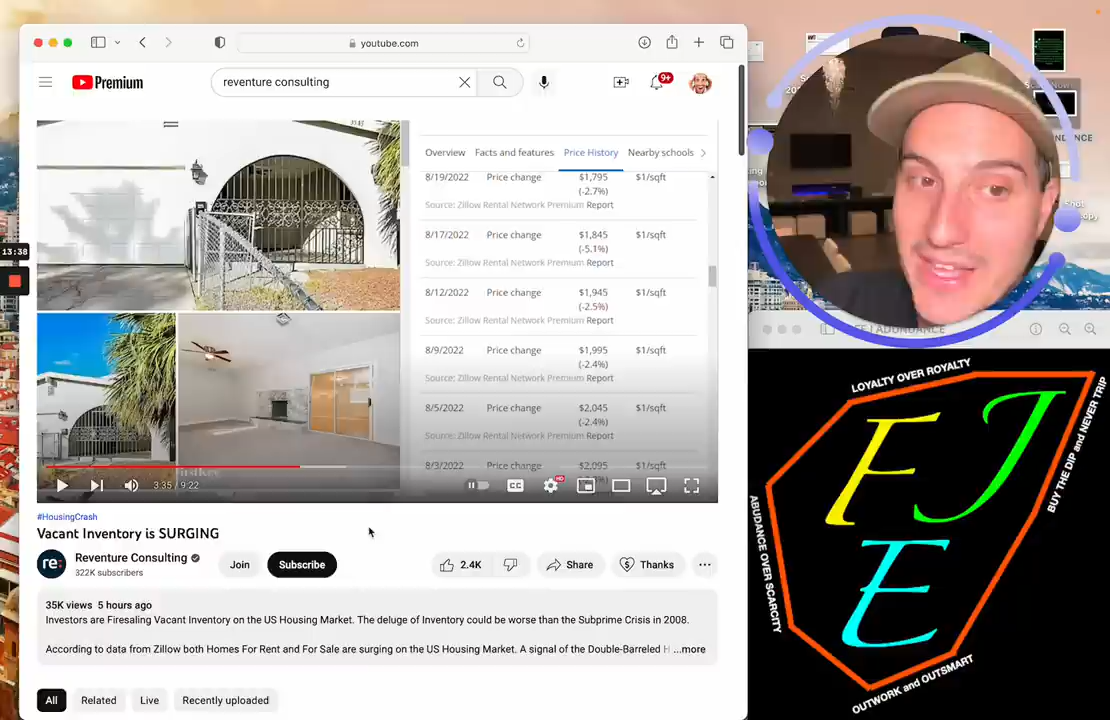 youtube.com
Premium
reventure consulting
9+
Overview Facts and features Price History Nearby schools
8/19/2022 Price change $1,795 $1/sqft
(-2.7%)
Source: Zillow Rental Network Premium Report
8/17/2022 Price change $1,845 $1/sqft
(-5.1%)
Source: Zillow Rental Network Premium Report
8/12/2022 Price change $1,945 $1/sqft
(-2.5%)
Source: Zillow Rental Network Premium Report
8/9/2022 Price change $1,995 $1/sqft
(-2.4%)
Source: Zillow Rental Network Premium Report
8/5/2022 Price change $2,045 $1/sqft
(-2.4%)
Source: Zillow Rental Network Premium Report
8/3/2022 Price change $2,095 $1/sqft
13:38
3:35 / 9:22
CC
HD
#HousingCrash
Vacant Inventory is SURGING
re:
Reventure Consulting
322K subscribers
Join
Subscribe
2.4K
Share
Thanks
35K views 5 hours ago
Investors are Firesaling Vacant Inventory on the US Housing Market. The deluge of Inventory could be worse than the Subprime Crisis in 2008.
According to data from Zillow both Homes For Rent and For Sale are surging on the US Housing Market. A signal of the Double-Barreled H ...more
All Related Live Recently uploaded
LOYALTY OVER ROYALTY
BUY THE DIP and NEVER TRIP
ABUDANCE OVER SCARCITY
OUTWORK and OUTSMART
F J
E